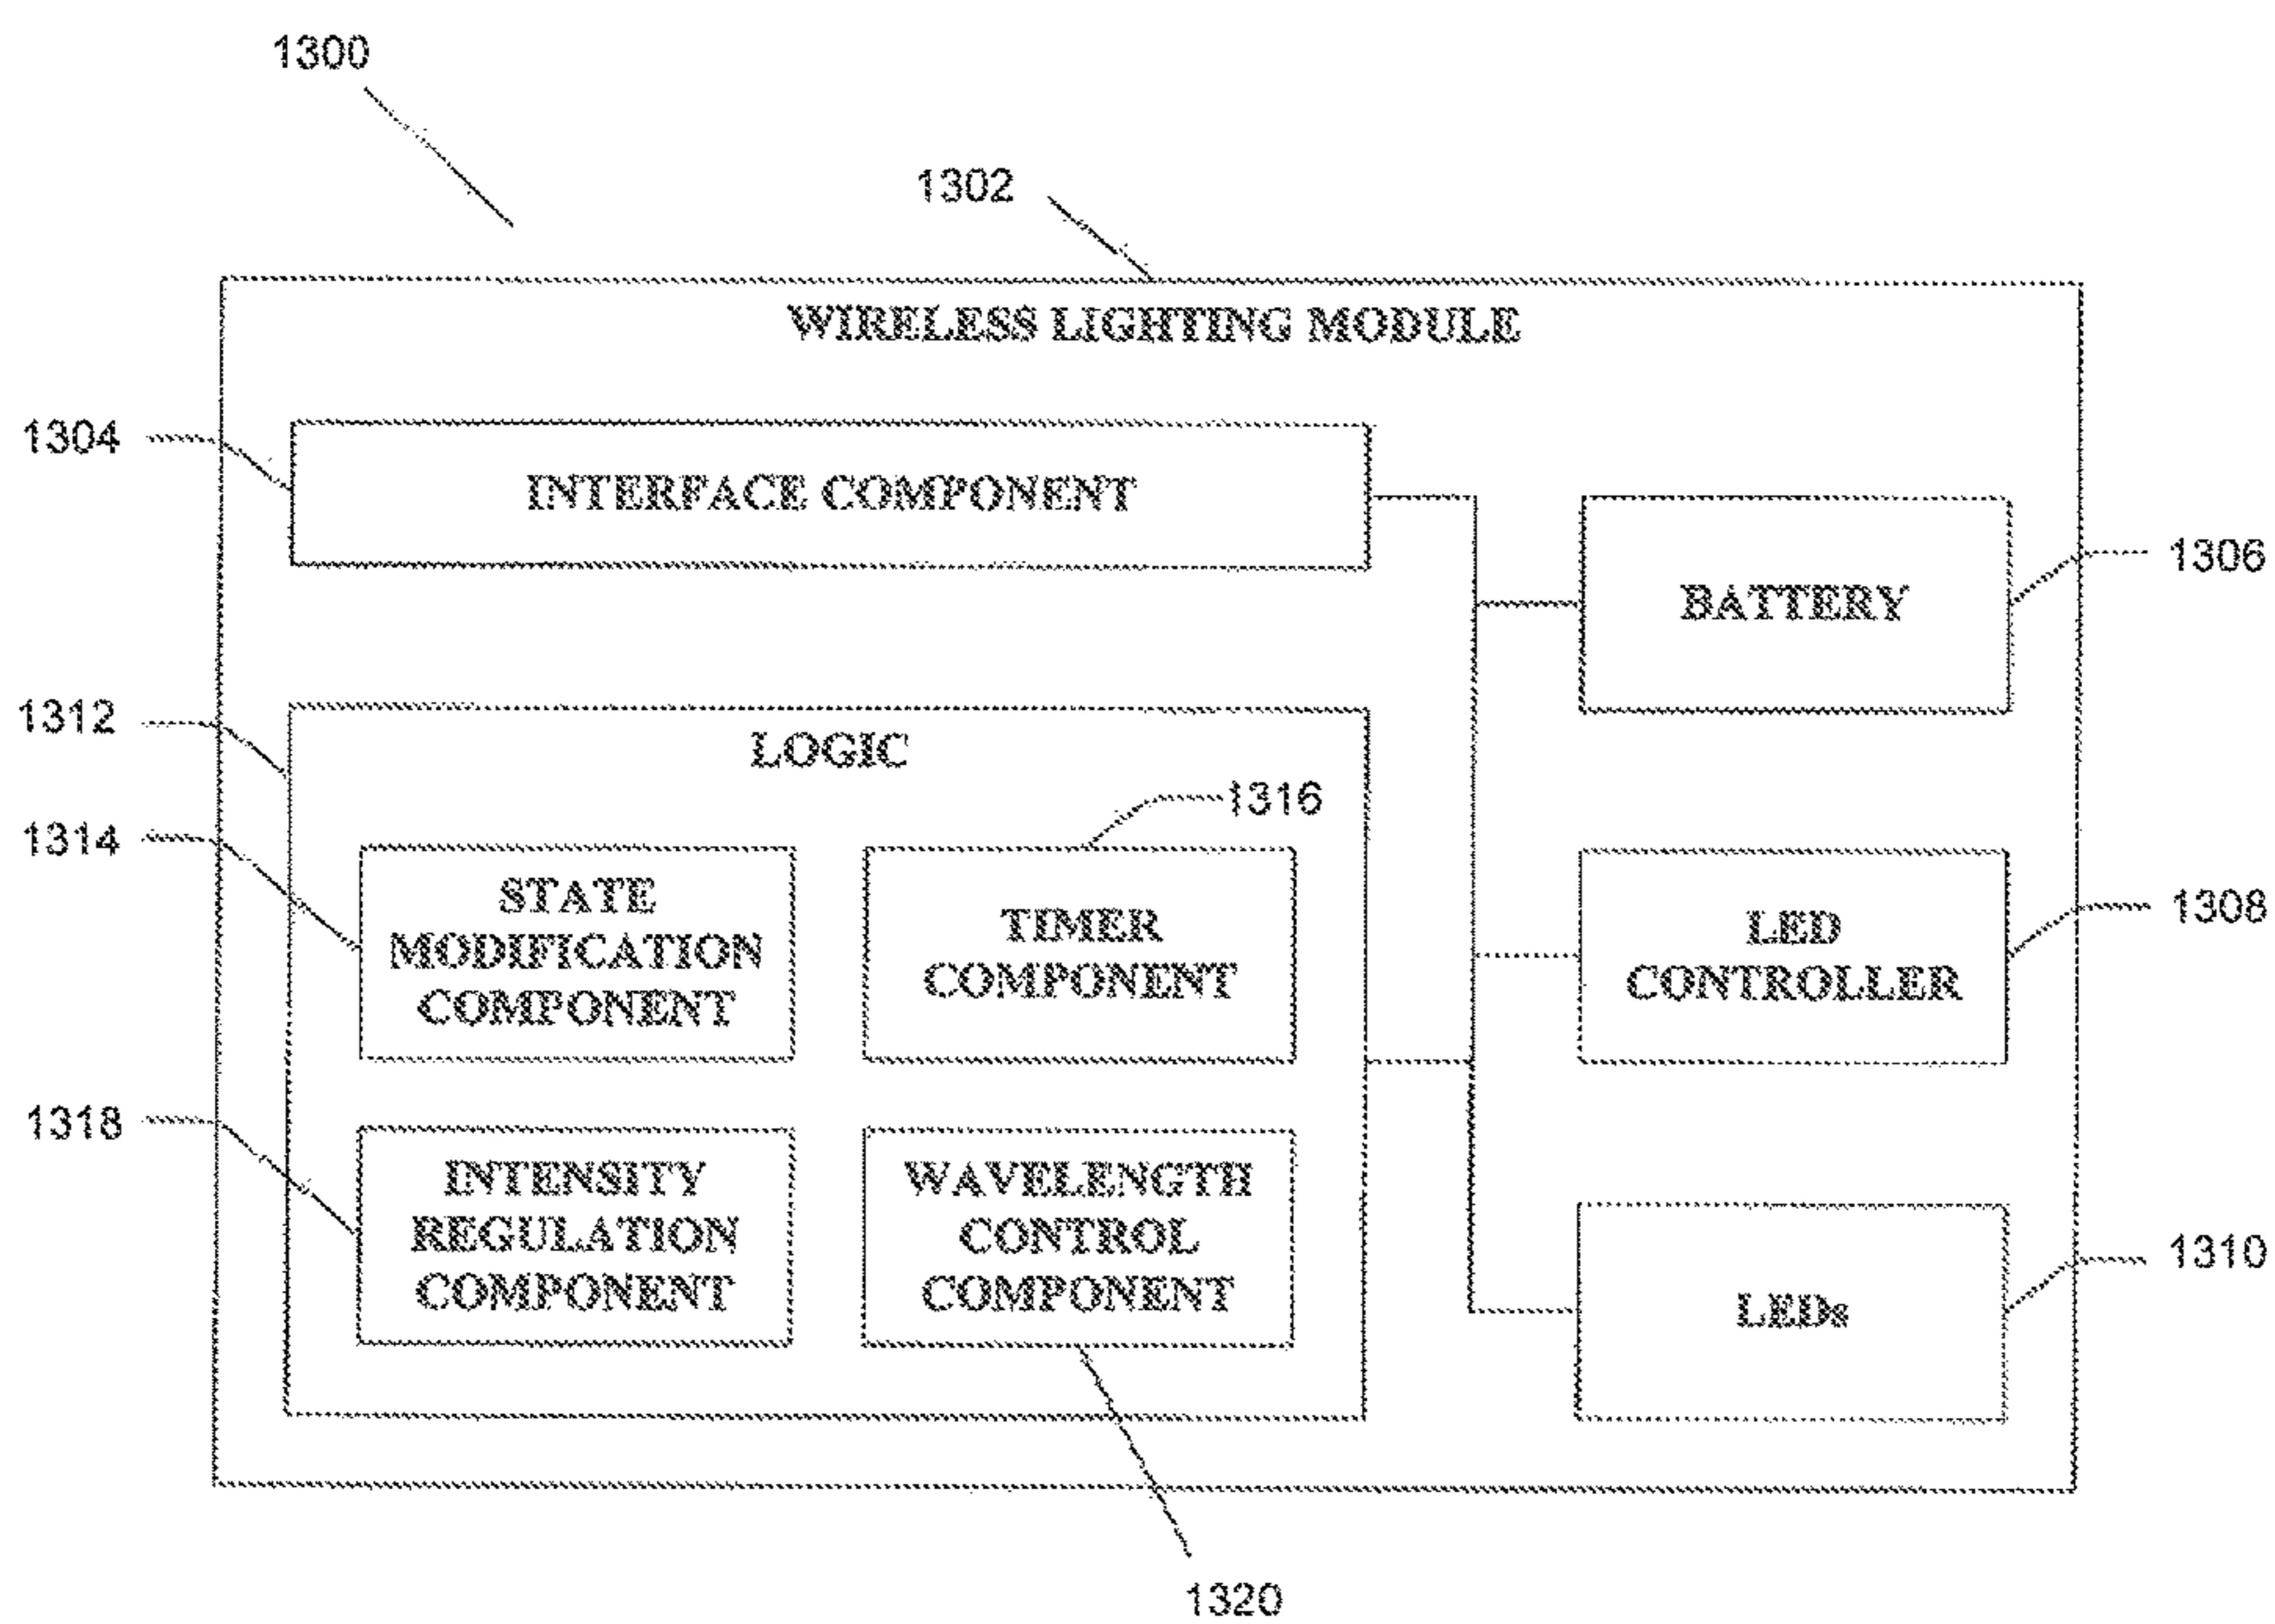 1300
1302
WIRELESS LIGHTING MODULE
1304
INTERFACE COMPONENT
1306
BATTERY
1312
LOGIC
1316
1314
STATE
MODIFICATION
COMPONENT
TIMER
COMPONENT
1308
LED
CONTROLLER
1318
INTENSITY
REGULATION
COMPONENT
WAVELENGTH
CONTROL
COMPONENT
1310
LEDs
1320